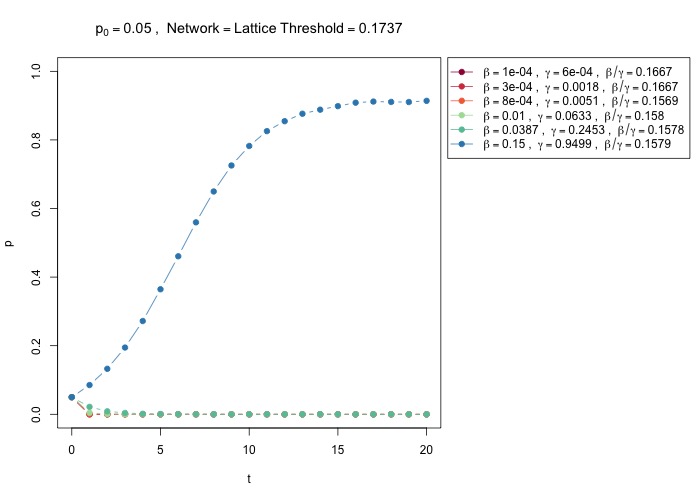 p0 = 0.05 , Network = Lattice Threshold = 0.1737
β = 1e-04 , γ = 6e-04 , β/γ = 0.1667
β = 3e-04 , γ = 0.0018 , β/γ = 0.1667
β = 8e-04 , γ = 0.0051 , β/γ = 0.1569
β = 0.01 , γ = 0.0633 , β/γ = 0.158
β = 0.0387 , γ = 0.2453 , β/γ = 0.1578
β = 0.15 , γ = 0.9499 , β/γ = 0.1579
1.0
0.8
0.6
0.4
0.2
0.0
p
0 5 10 15 20
t